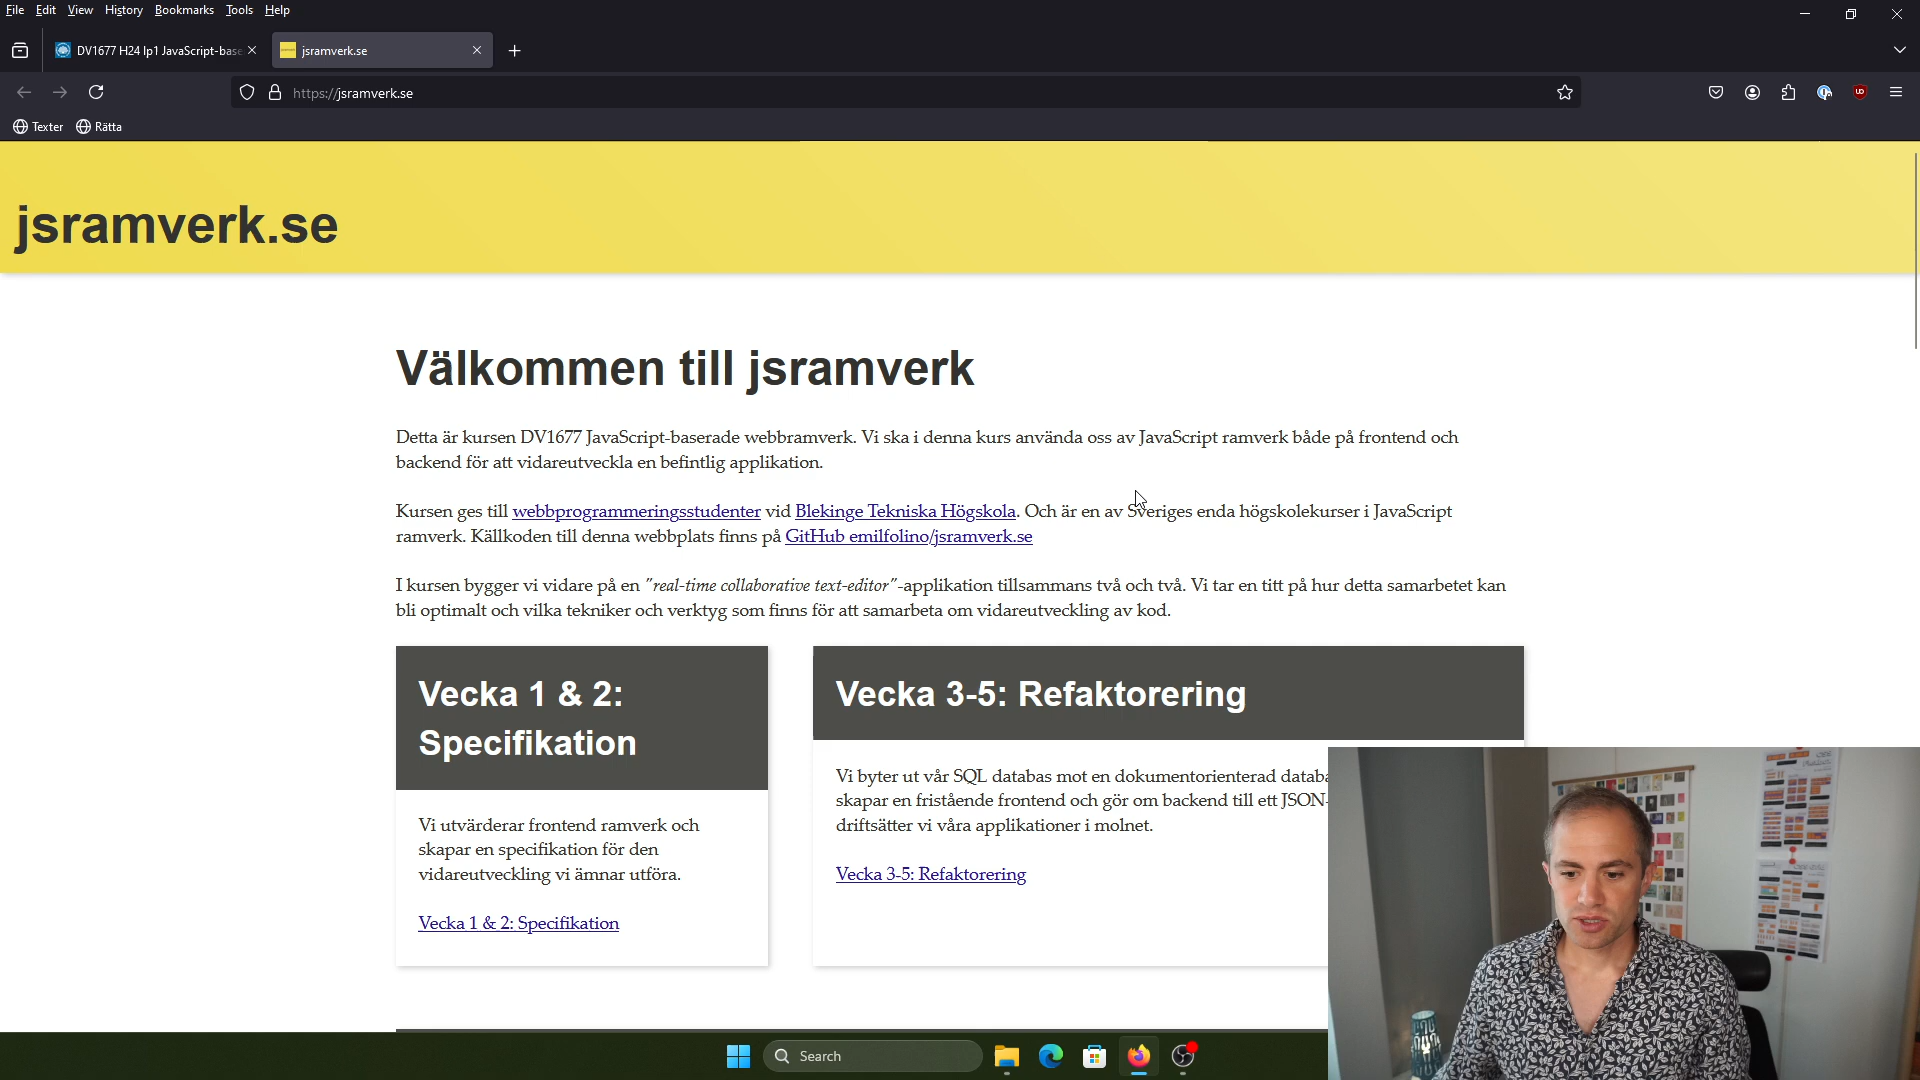 File Edit View History Bookmarks Tools Help
DV1677 H24 lp1 JavaScript-base
jsramverk.se
https://jsramverk.se
Texter Rätta
jsramverk.se
Välkommen till jsramverk
Detta är kursen DV1677 JavaScript-baserade webbramverk. Vi ska i denna kurs använda oss av JavaScript ramverk både på frontend och
backend för att vidareutveckla en befintlig applikation.
Kursen ges till webbprogrammeringsstudenter vid Blekinge Tekniska Högskola. Och är en av Sveriges enda högskolekurser i JavaScript
ramverk. Källkoden till denna webbplats finns på GitHub emilfolino/jsramverk.se
I kursen bygger vi vidare på en "real-time collaborative text-editor"-applikation tillsammans två och två. Vi tar en titt på hur detta samarbetet kan
bli optimalt och vilka tekniker och verktyg som finns för att samarbeta om vidareutveckling av kod.
Vecka 1 & 2:
Specifikation
Vi utvärderar frontend ramverk och
skapar en specifikation för den
vidareutveckling vi ämnar utföra.
Vecka 1 & 2: Specifikation
Vecka 3-5: Refaktorering
Vi byter ut vår SQL databas mot en dokumentorienterad databa
skapar en fristående frontend och gör om backend till ett JSON-
driftsätter vi våra applikationer i molnet.
Vecka 3-5: Refaktorering
Search